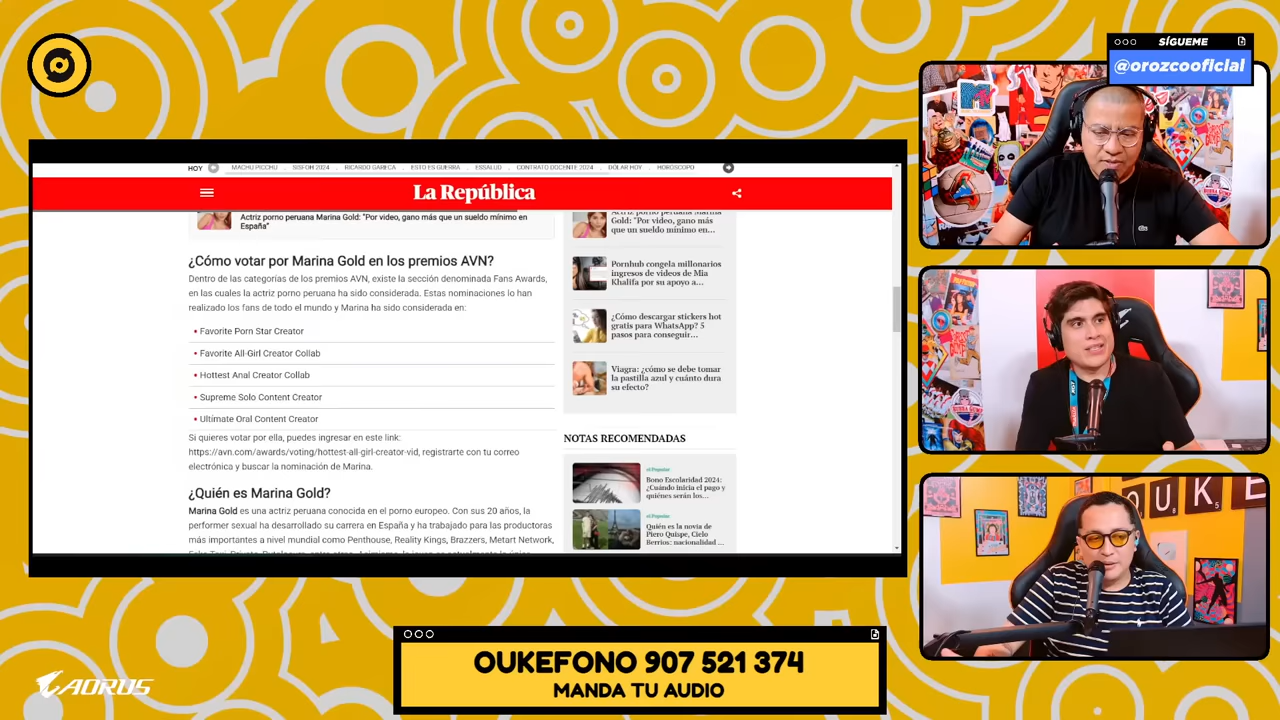 SÍGUEME
@orozcooficial
HOY
MACHU PICCHU
SISFOH 2024
RICARDO GARECA
ESTO ES GUERRA
ESSALUD
CONTRATO DOCENTE 2024
DÓLAR HOY
HORÓSCOPO
La República
Actriz porno peruana Marina Gold: "Por video, gano más que un sueldo mínimo en
España"
¿Cómo votar por Marina Gold en los premios AVN?
Dentro de las categorías de los premios AVN, existe la sección denominada Fans Awards,
en las cuales la actriz porno peruana ha sido considerada. Estas nominaciones lo han
realizado los fans de todo el mundo y Marina ha sido considerada en:
• Favorite Porn Star Creator
• Favorite All-Girl Creator Collab
• Hottest Anal Creator Collab
• Supreme Solo Content Creator
• Ultimate Oral Content Creator
Si quieres votar por ella, puedes ingresar en este link:
https://avn.com/awards/voting/hottest-all-girl-creator-vid, registrarte con tu correo
electrónica y buscar la nominación de Marina.
¿Quién es Marina Gold?
Marina Gold es una actriz peruana conocida en el porno europeo. Con sus 20 años, la
performer sexual ha desarrollado su carrera en España y ha trabajado para las productoras
más importantes a nivel mundial como Penthouse, Reality Kings, Brazzers, Metart Network,
Actriz porno peruana Marina
Gold: "Por video, gano más
que un sueldo mínimo en...
Pornhub congela millonarios
ingresos de videos de Mia
Khalifa por su apoyo a...
¿Cómo descargar stickers hot
gratis para WhatsApp? 5
pasos para conseguir...
Viagra: ¿cómo se debe tomar
la pastilla azul y cuánto dura
su efecto?
NOTAS RECOMENDADAS
el Popular
Bono Escolaridad 2024:
¿Cuándo inicia el pago y
quiénes serán los...
el Popular
Quién es la novia de
Piero Quispe, Cielo
Berrios: nacionalidad ...
MTV
OUKE
OUKEFONO 907 521 374
MANDA TU AUDIO
AORUS